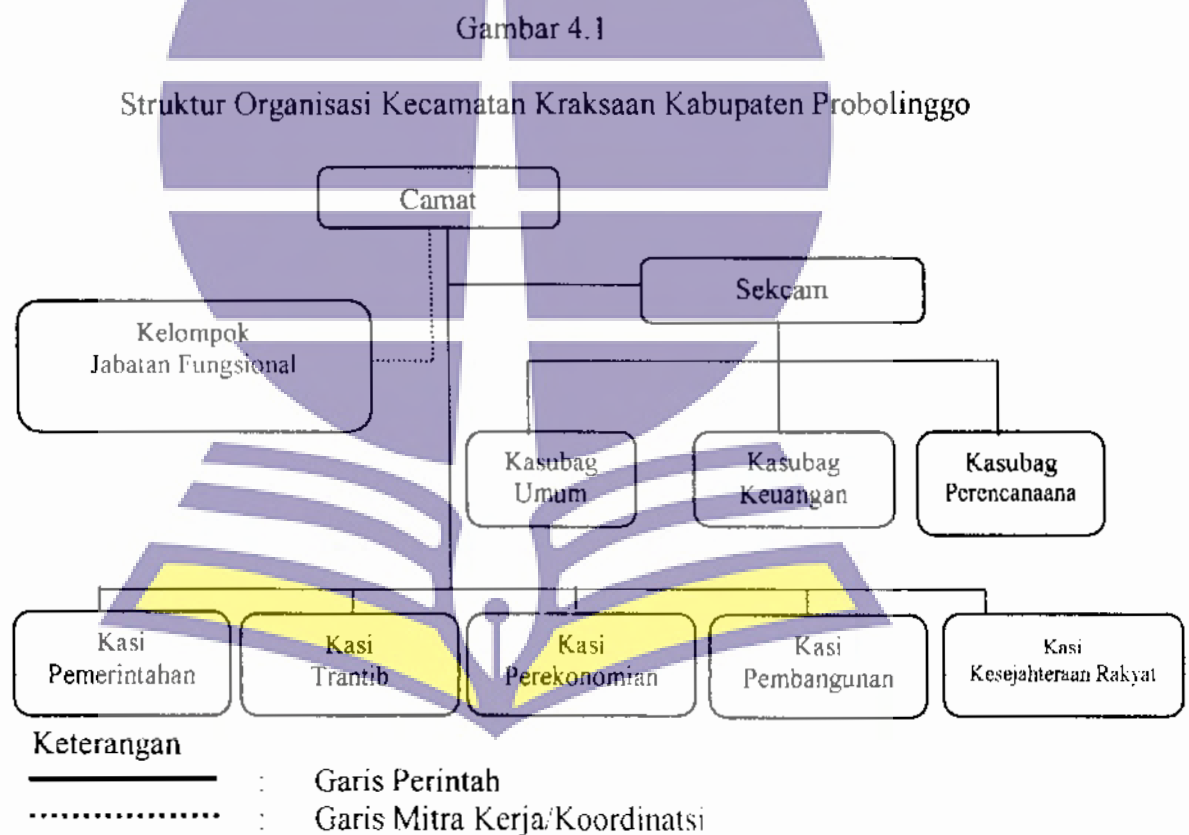 Gambar 4.1
Struktur Organisasi Kecamatan Kraksaan Kabupaten Probolinggo
Camat
Sekcam
Kelompok
Jabatan Fungsional
Kasubag
Umum
Kasubag
Keuangan
Kasubag
Perencanaana
Kasi
Pemerintahan
Kasi
Trantib
Kasi
Perekonomian
Kasi
Pembangunan
Kasi
Kesejahteraan Rakyat
Keterangan
: Garis Perintah
: Garis Mitra Kerja/Koordinatsi